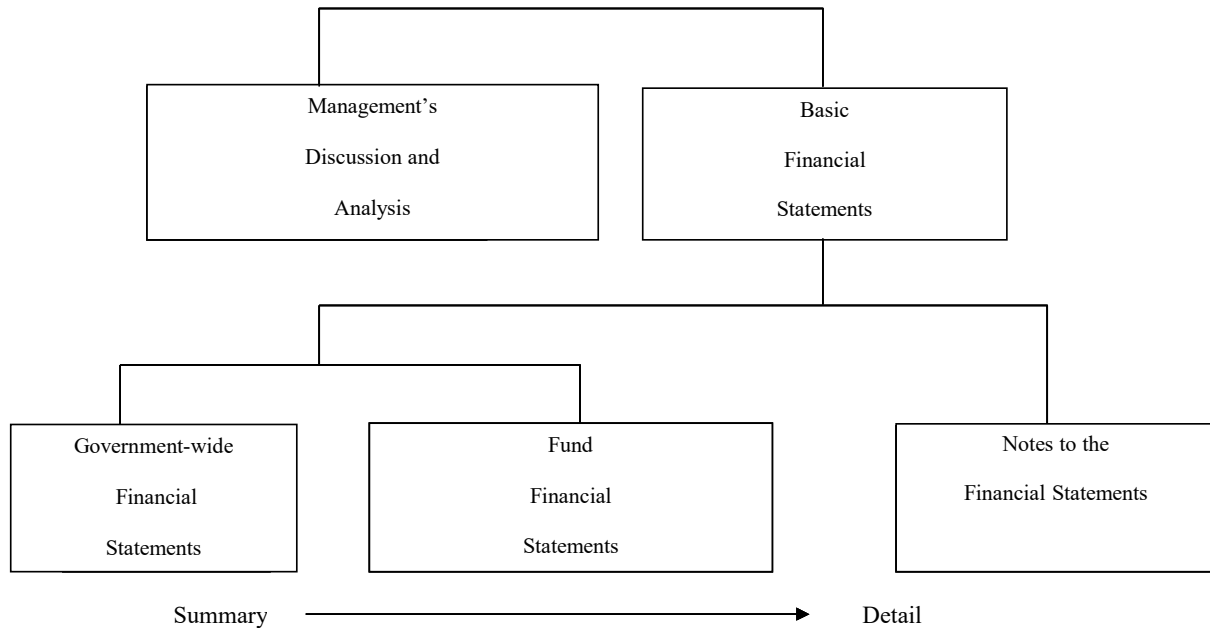 Management’s
Discussion and
Analysis
Basic
Financial
Statements
Government-wide
Financial
Statements
Fund
Financial
Statements
Notes to the
Financial Statements
Summary
Detail